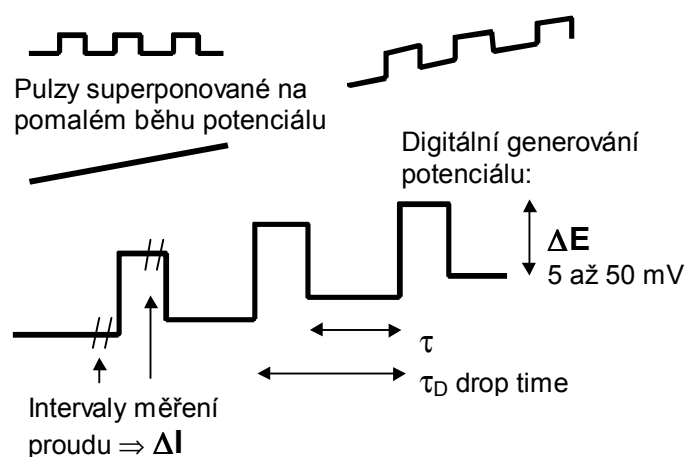 Pulzy superponované na
pomalém běhu potenciálu
Digitální generování
potenciálu:
ΔE
5 až 50 mV
τ
τD drop time
Intervaly měření
proudu ⇒ ΔI